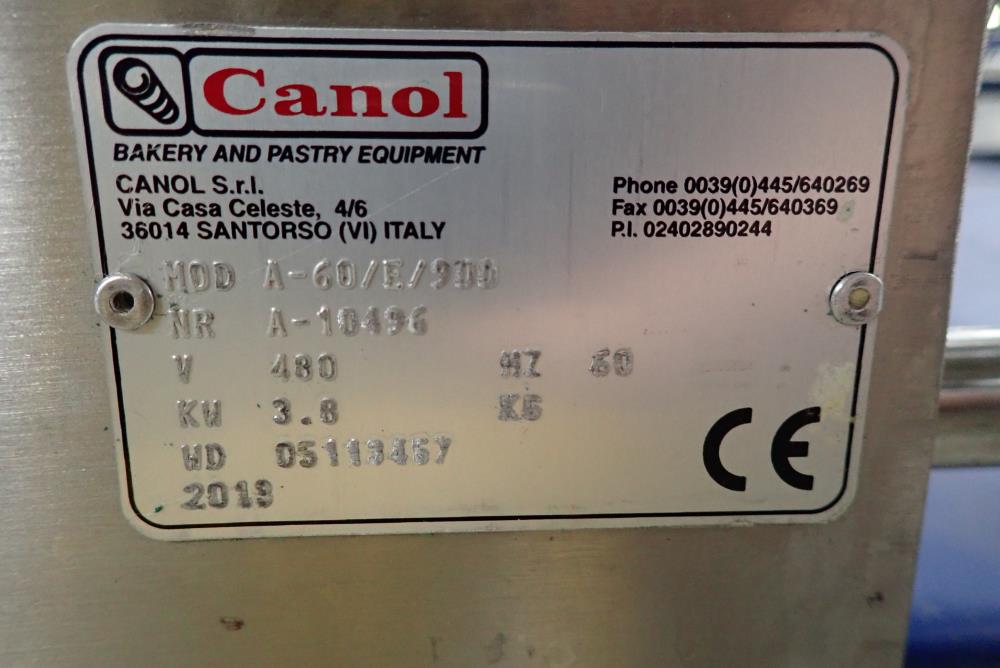 Canol
BAKERY AND PASTRY EQUIPMENT
CANOL S.r.l.
Via Casa Celeste, 4/6
36014 SANTORSO (VI) ITALY
Phone 0039(0)445/640269
Fax 0039(0)445/640369
P.I. 02402890244
MOD A-60/E/900
NR A-10496
V 480 HZ 60
KW 3.8
WD 05113467
CE